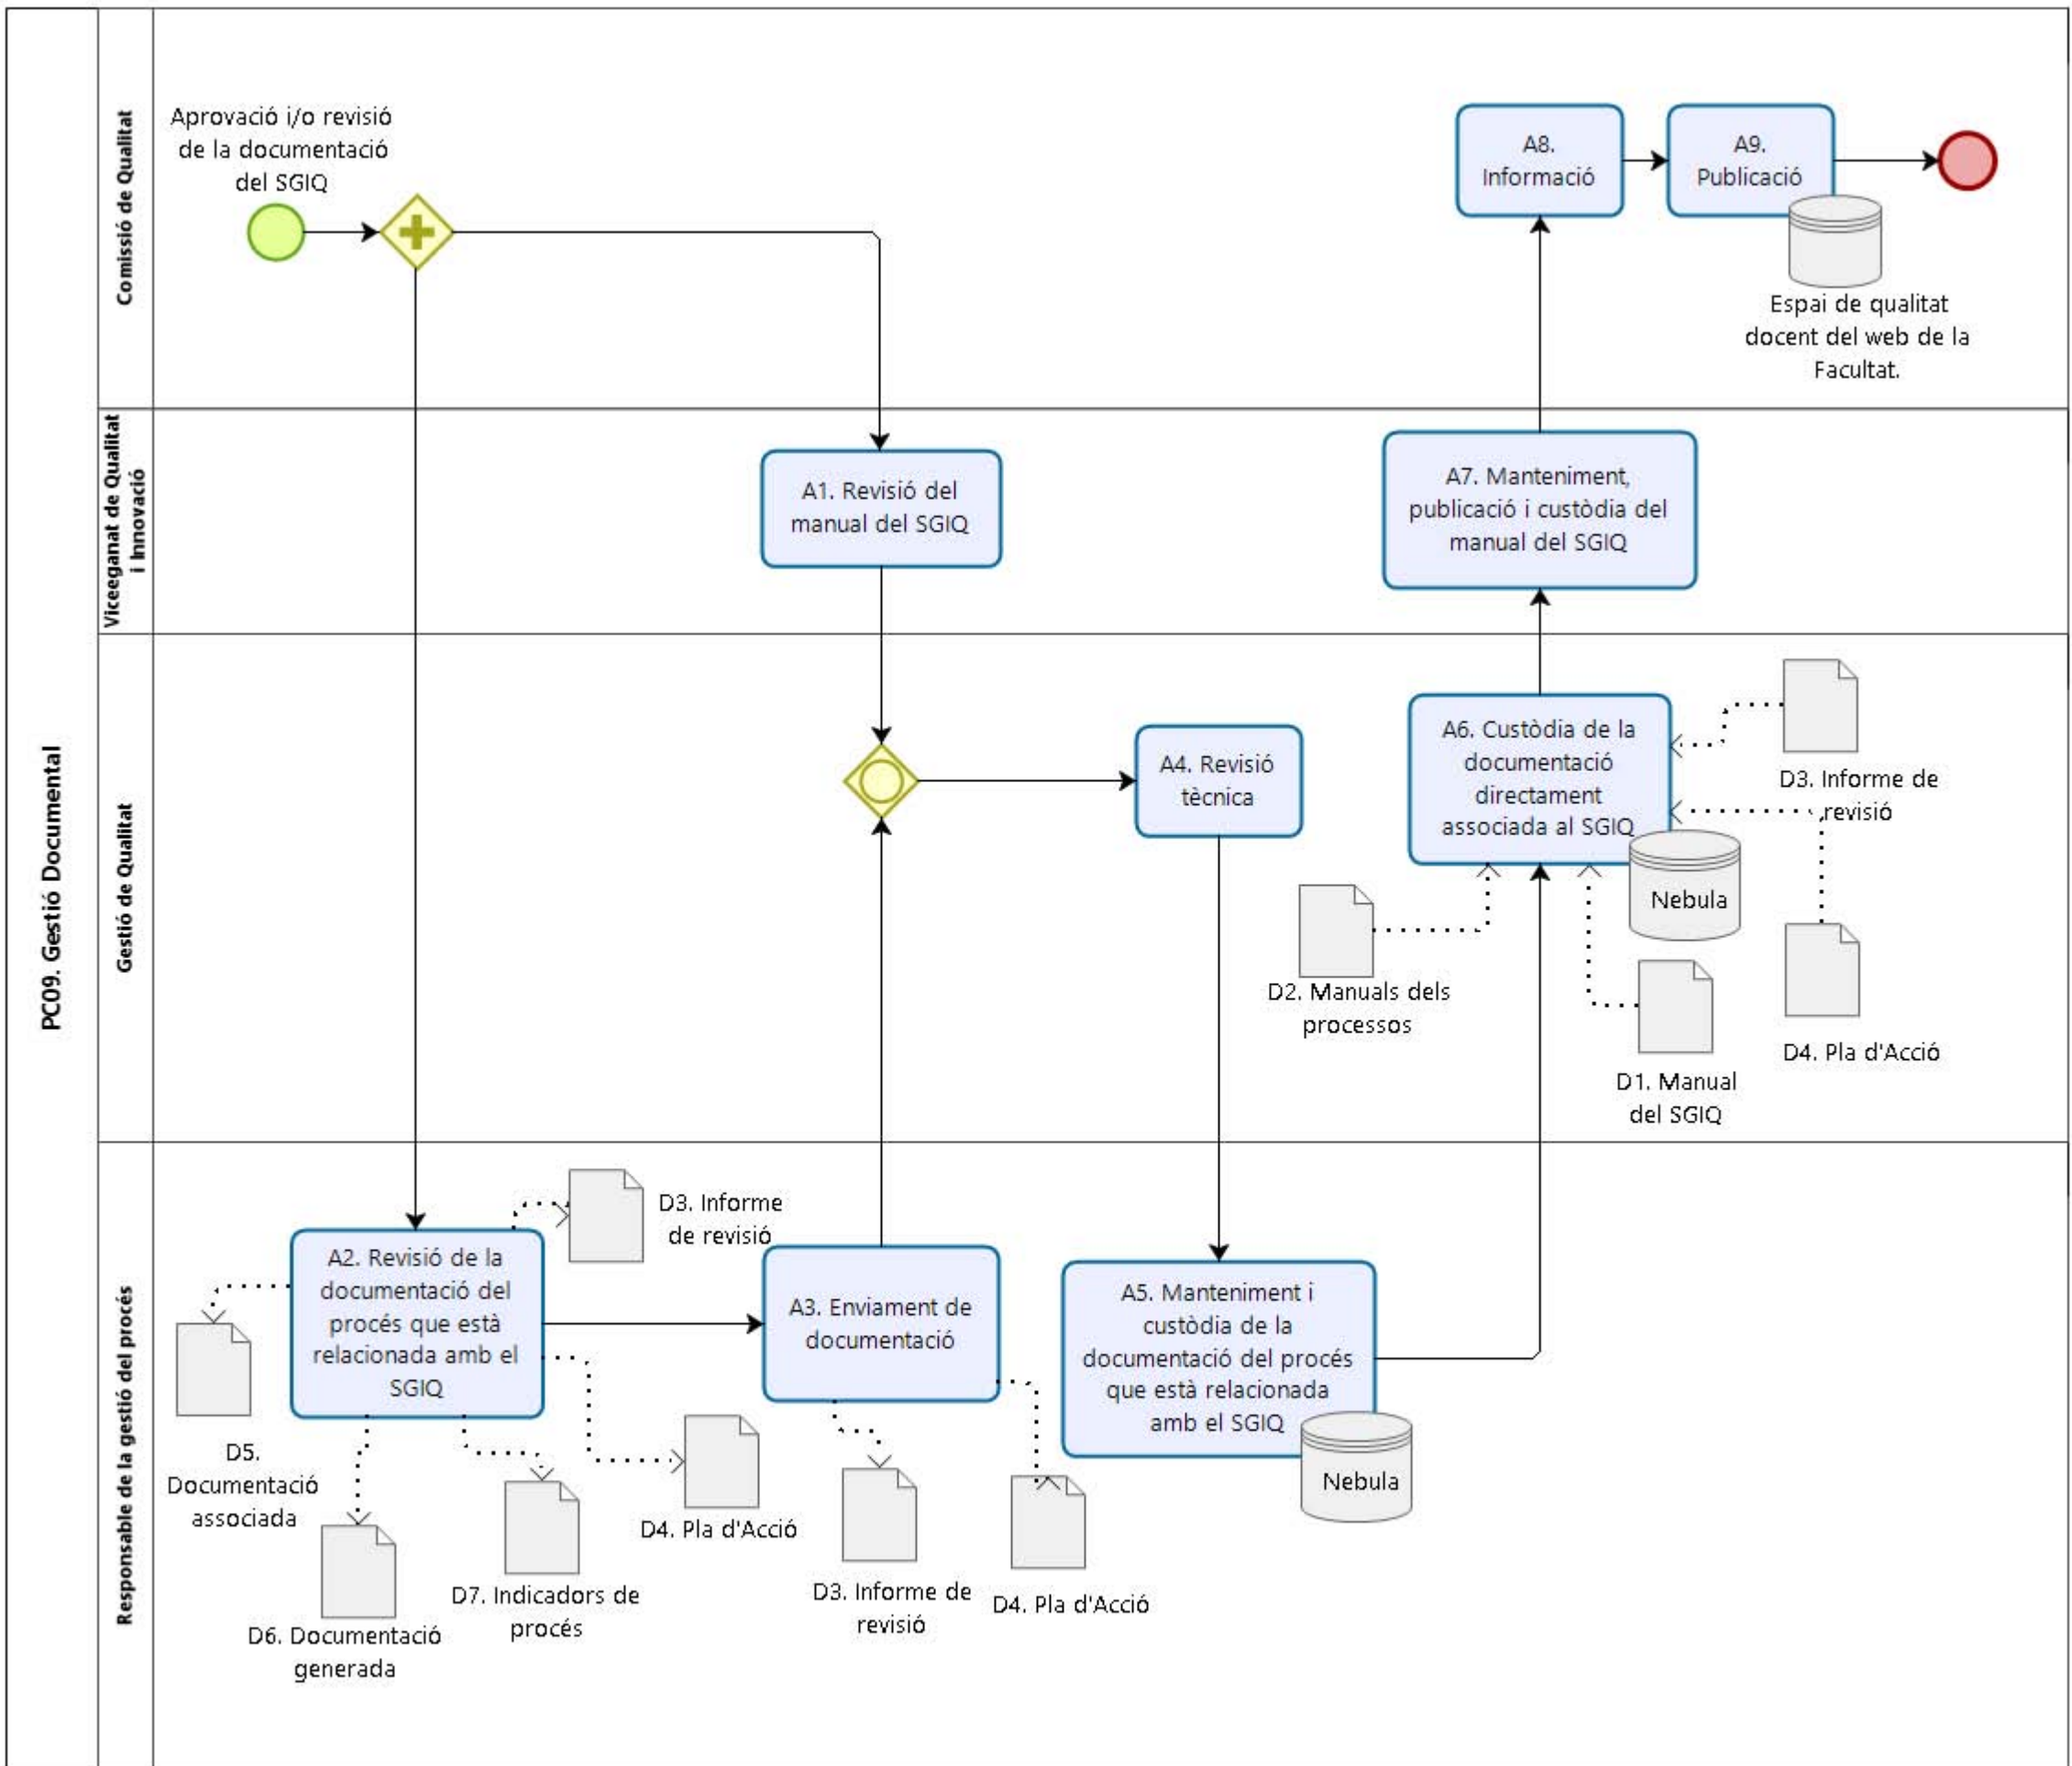 PC09. Gestió Documental
Comissió de Qualitat
Aprovació i/o revisió
de la documentació
del SGIQ
A8.
Informació
A9.
Publicació
Espai de qualitat
docent del web de la
Facultat.
Viceeganat de Qualitat
i Innovació
A1. Revisió del
manual del SGIQ
A7. Manteniment,
publicació i custòdia del
manual del SGIQ
Gestió de Qualitat
A4. Revisió
tècnica
A6. Custòdia de la
documentació
directament
associada al SGIQ
Nebula
D3. Informe de
revisió
D2. Manuals dels
processos
D1. Manual
del SGIQ
D4. Pla d'Acció
Responsable de la gestió del procés
A2. Revisió de la
documentació del
procés que està
relacionada amb el
SGIQ
D3. Informe
de revisió
A3. Enviament de
documentació
A5. Manteniment i
custòdia de la
documentació del procés
que està relacionada
amb el SGIQ
Nebula
D5.
Documentació
associada
D6. Documentació
generada
D7. Indicadors de
procés
D4. Pla d'Acció
D3. Informe de
revisió
D4. Pla d'Acció